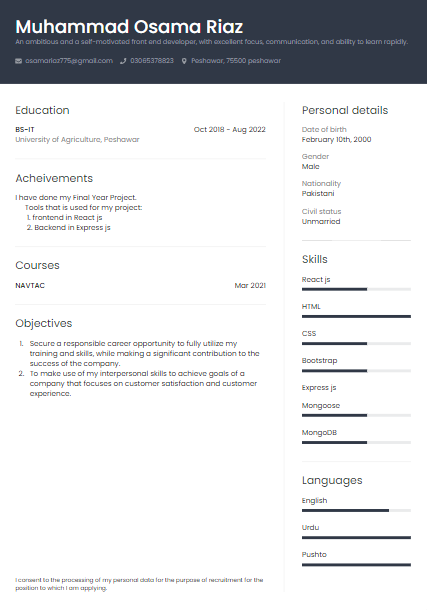 Muhammad Osama Riaz
An ambitious and a self-motivated front end developer, with excellent focus, communication, and ability to learn rapidly.
osamariaz775@gmail.com 03065378823 Peshawar, 75500 peshawar
Education
BS-IT Oct 2018 - Aug 2022
University of Agriculture, Peshawar
Acheivements
I have done my Final Year Project.
Tools that is used for my project:
1. frontend in React js
2. Backend in Express js
Courses
NAVTAC Mar 2021
Objectives
1. Secure a responsible career opportunity to fully utilize my
training and skills, while making a significant contribution to the
success of the company.
2. To make use of my interpersonal skills to achieve goals of a
company that focuses on customer satisfaction and customer
experience.
I consent to the processing of my personal data for the purpose of recruitment for the
position to which I am applying.
Personal details
Date of birth
February 10th, 2000
Gender
Male
Nationality
Pakistani
Civil status
Unmarried
Skills
React js
HTML
CSS
Bootstrap
Express js
Mongoose
MongoDB
Languages
English
Urdu
Pushto